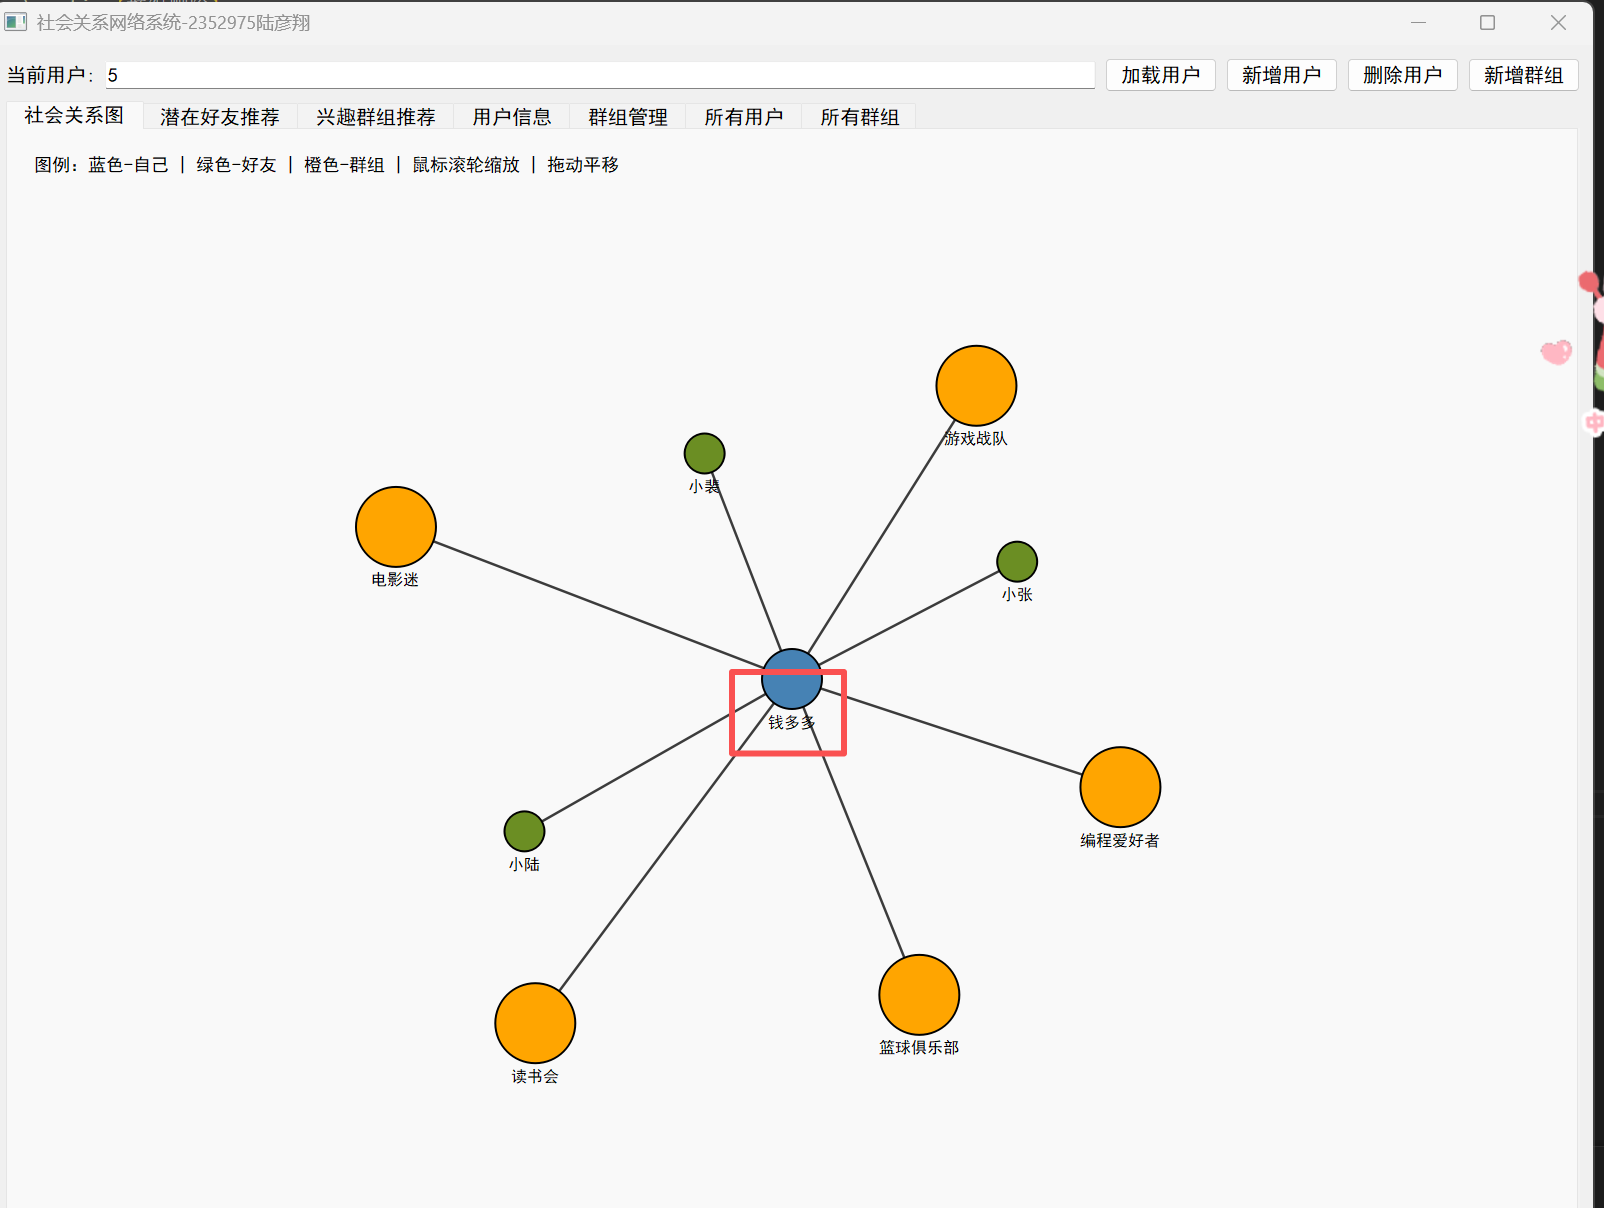 社会关系网络系统-2352975陆彦翔
当前用户: 5 加载用户 新增用户 删除用户 新增群组
社会关系图 潜在好友推荐 兴趣群组推荐 用户信息 群组管理 所有用户 所有群组
图例：蓝色-自己 | 绿色-好友 | 橙色-群组 | 鼠标滚轮缩放 | 拖动平移
游戏战队
小裴
电影迷
小张
钱多多
编程爱好者
小陆
篮球俱乐部
读书会
中